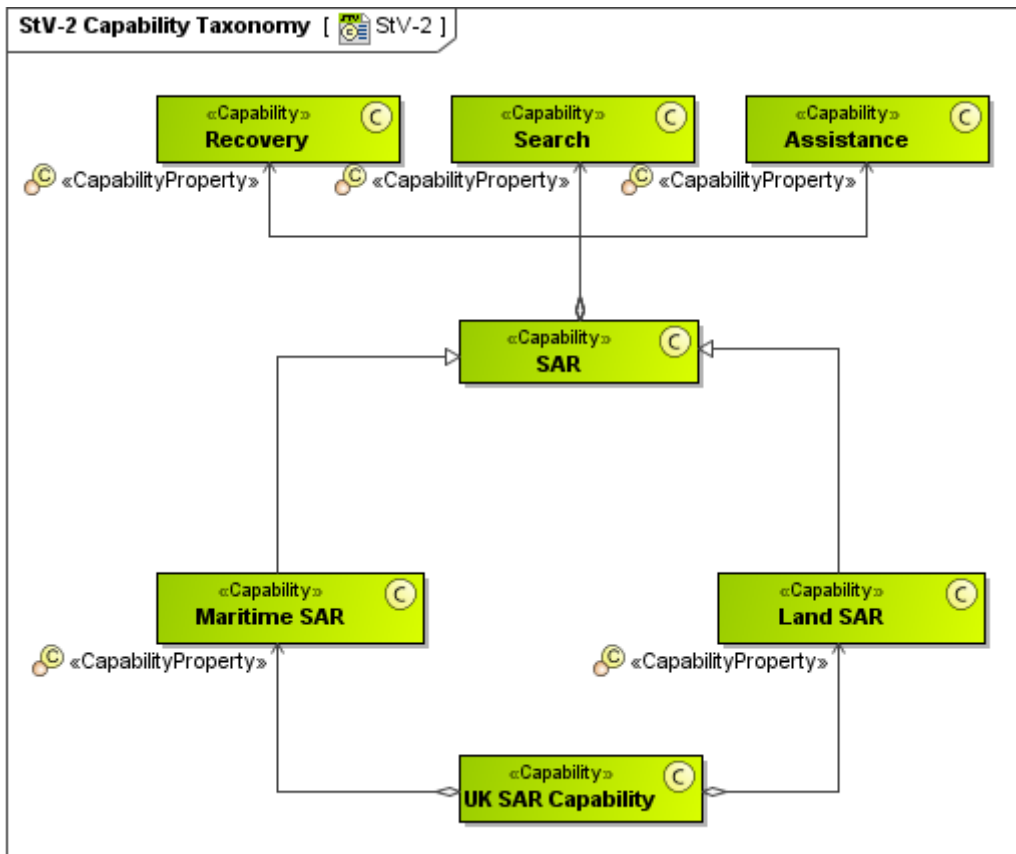 StV-2 Capability Taxonomy [ StV-2 ]
«Capability»
Recovery
C
«Capability»
Search
C
«Capability»
Assistance
C
C «CapabilityProperty»
C «CapabilityProperty»
C «CapabilityProperty»
«Capability»
SAR
C
«Capability»
Maritime SAR
C
«Capability»
Land SAR
C
C «CapabilityProperty»
C «CapabilityProperty»
«Capability»
UK SAR Capability
C